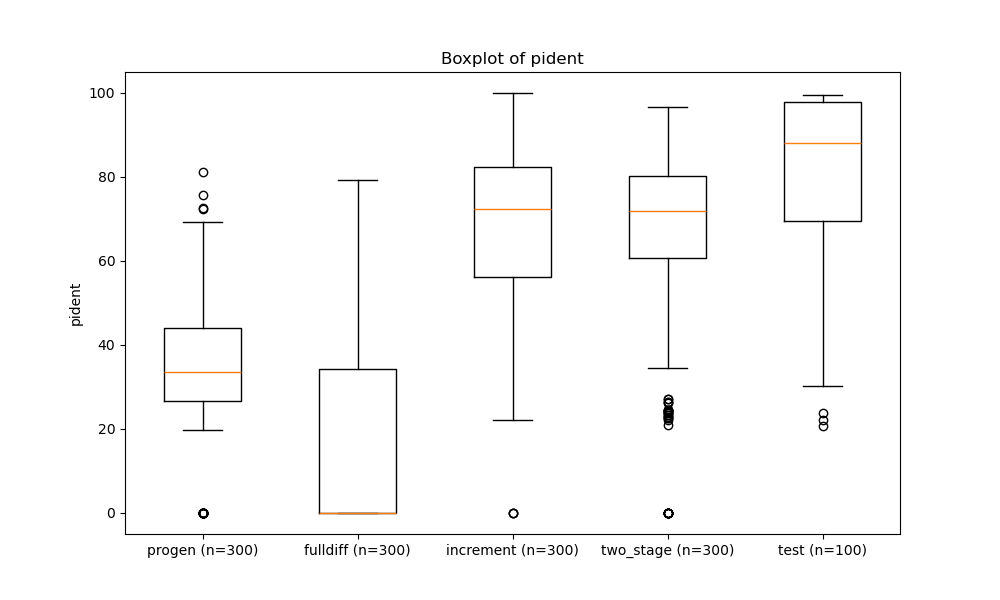 Boxplot of pident
100
80
60
40
20
0
pident
progen (n=300)
fulldiff (n=300)
increment (n=300)
two_stage (n=300)
test (n=100)